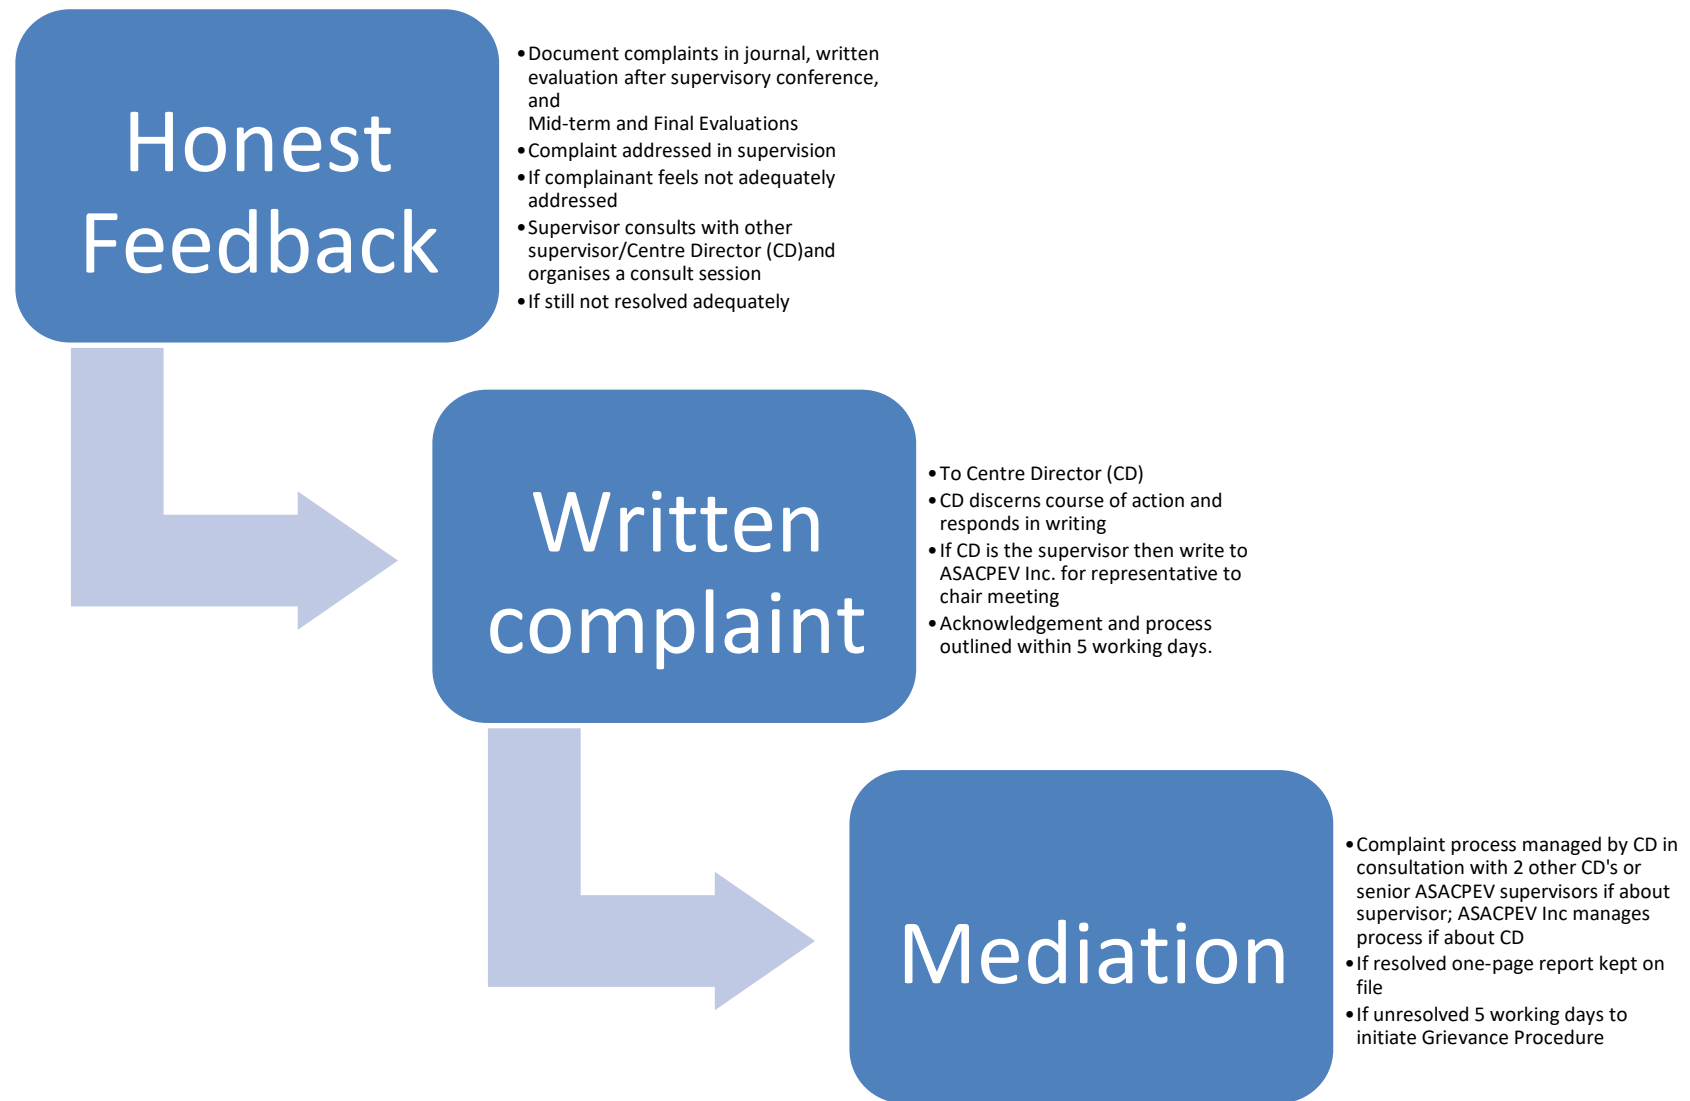 Honest
Feedback
•Document complaints in journal, written
evaluation after supervisory conference,
and
Mid-term and Final Evaluations
•Complaint addressed in supervision
•If complainant feels not adequately
addressed
•Supervisor consults with other
supervisor/Centre Director (CD)and
organises a consult session
•If still not resolved adequately
Written
complaint
•To Centre Director (CD)
•CD discerns course of action and
responds in writing
•If CD is the supervisor then write to
ASACPEV Inc. for representative to
chair meeting
•Acknowledgement and process
outlined within 5 working days.
Mediation
•Complaint process managed by CD in
consultation with 2 other CD's or
senior ASACPEV supervisors if about
supervisor; ASACPEV Inc manages
process if about CD
•If resolved one-page report kept on
file
•If unresolved 5 working days to
initiate Grievance Procedure